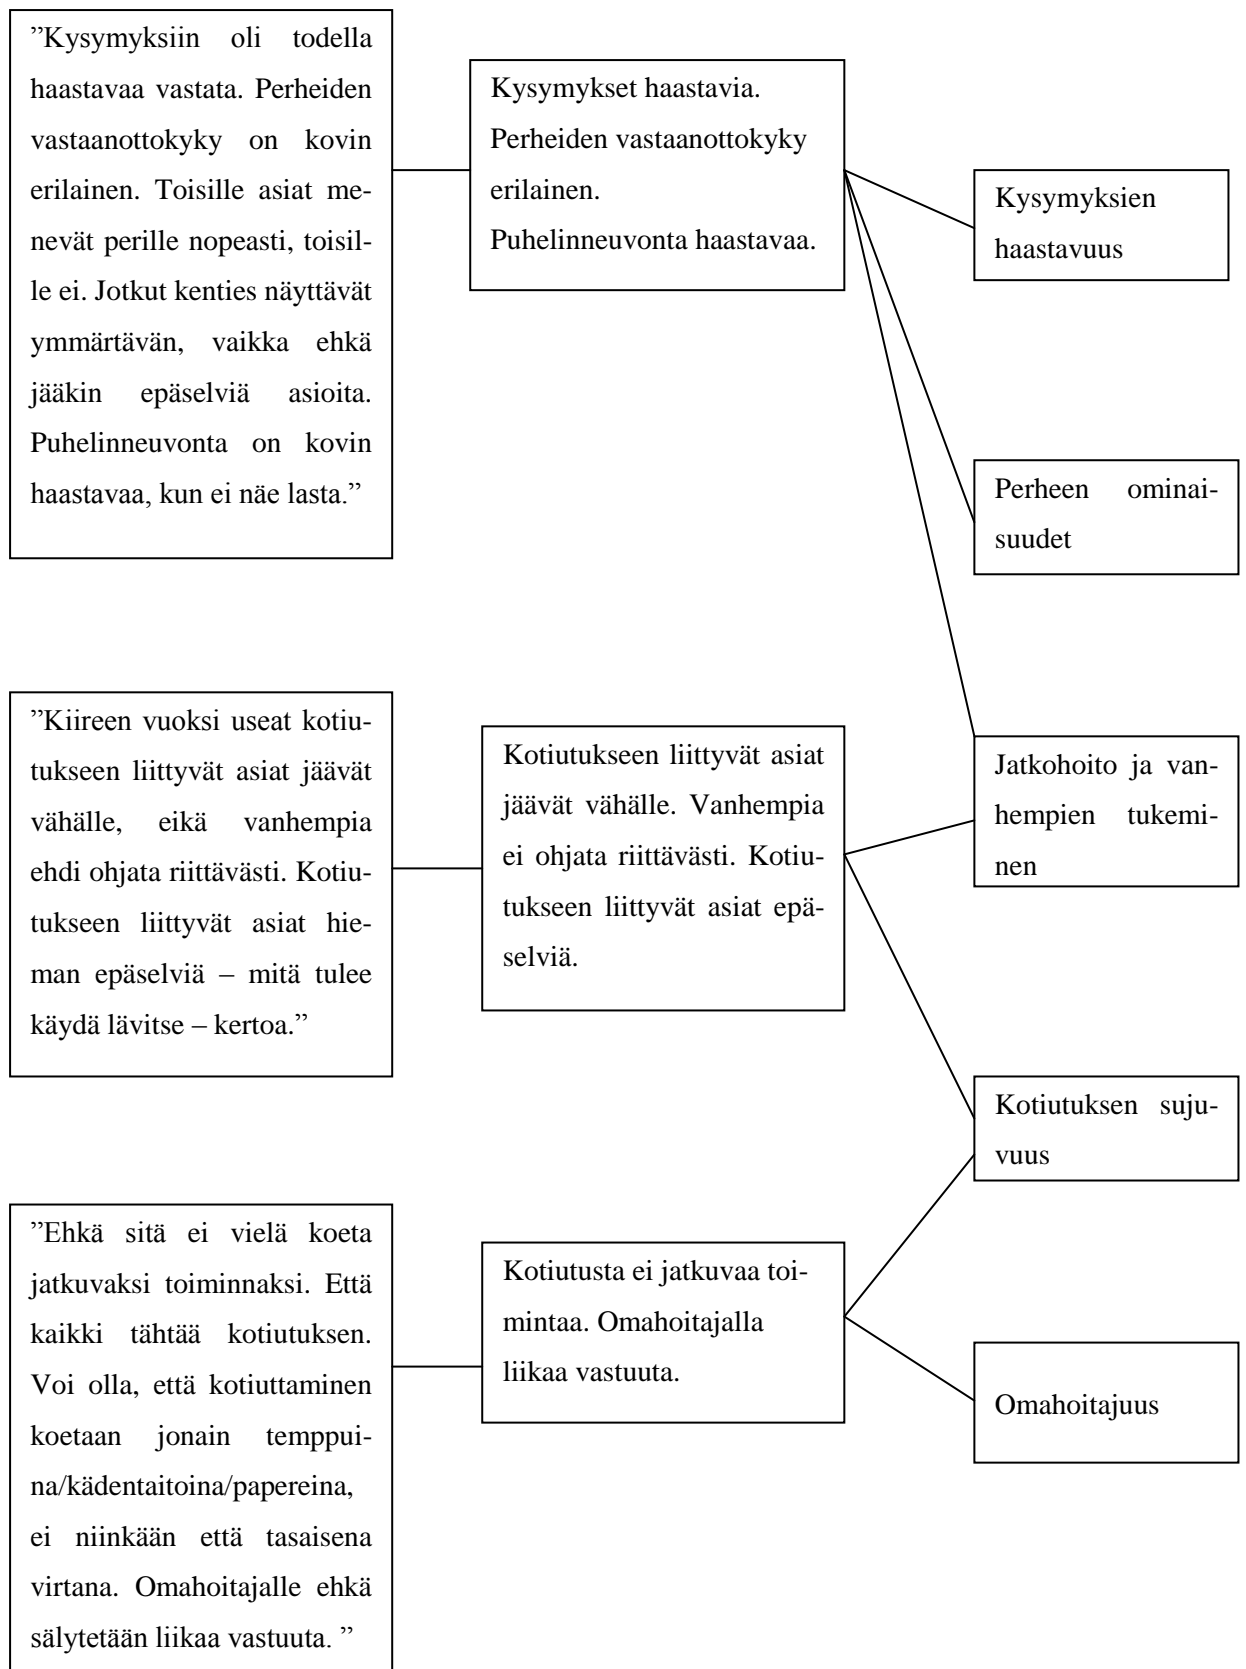 ”Kysymyksiin oli todella
haastavaa vastata. Perheiden
vastaanottokyky on kovin
erilainen. Toisille asiat me-
nevät perille nopeasti, toisil-
le ei. Jotkut kenties näyttävät
ymmärtävän, vaikka ehkä
jääkin epäselviä asioita.
Puhelinneuvonta on kovin
haastavaa, kun ei näe lasta.”
Kysymykset haastavia.
Perheiden vastaanottokyky
erilainen.
Puhelinneuvonta haastavaa.
Kysymyksien
haastavuus
Perheen ominai-
suudet
”Kiireen vuoksi useat kotiu-
tukseen liittyvät asiat jäävät
vähälle, eikä vanhempia
ehdi ohjata riittävästi. Kotiu-
tukseen liittyvät asiat hie-
man epäselviä – mitä tulee
käydä lävitse – kertoa.”
Kotiutukseen liittyvät asiat
jäävät vähälle. Vanhempia
ei ohjata riittävästi. Kotiu-
tukseen liittyvät asiat epä-
selviä.
Jatkohoito ja van-
hempien tukemi-
nen
Kotiutuksen suju-
vuus
”Ehkä sitä ei vielä koeta
jatkuvaksi toiminnaksi. Että
kaikki tähtää kotiutuksen.
Voi olla, että kotiuttaminen
koetaan jonain temppui-
na/kädentaitoina/papereina,
ei niinkään että tasaisena
virtana. Omahoitajalle ehkä
sälytetään liikaa vastuuta. ”
Kotiutusta ei jatkuvaa toi-
mintaa. Omahoitajalla
liikaa vastuuta.
Omahoitajuus